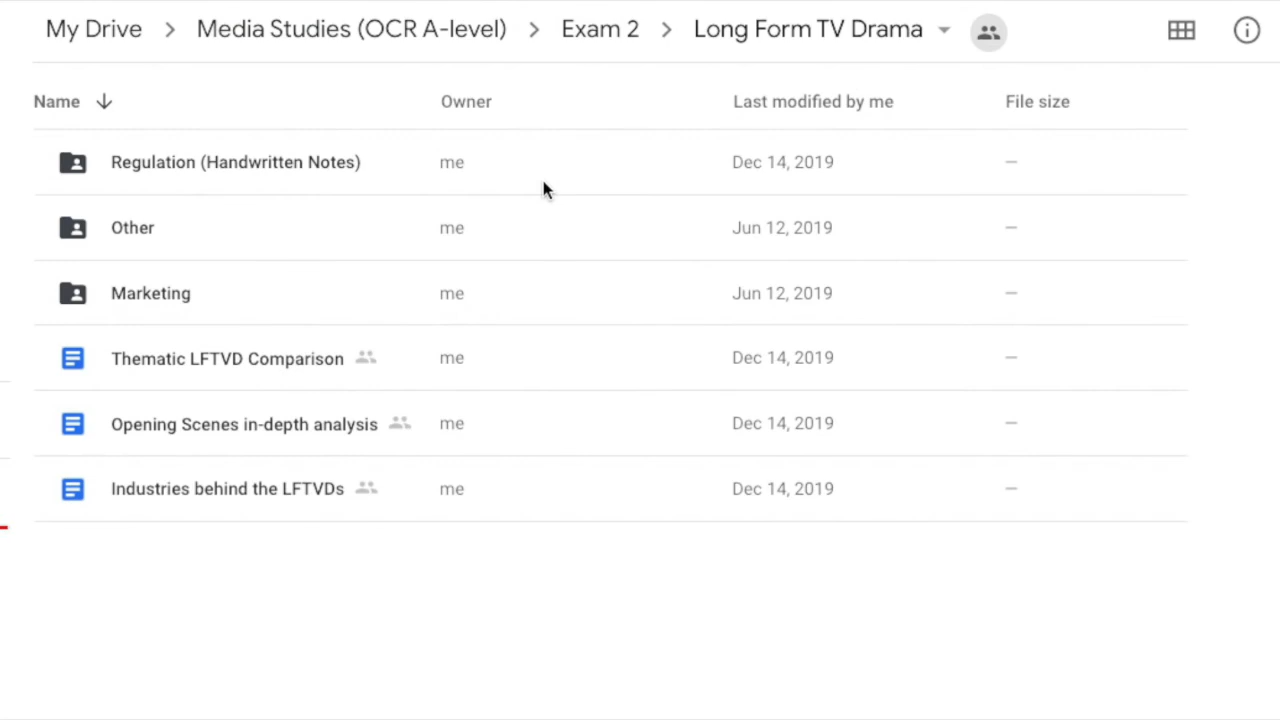 My Drive > Media Studies (OCR A-level) > Exam 2 > Long Form TV Drama
Name Owner Last modified by me File size
Regulation (Handwritten Notes) me Dec 14, 2019 –
Other me Jun 12, 2019 –
Marketing me Jun 12, 2019 –
Thematic LFTVD Comparison me Dec 14, 2019 –
Opening Scenes in-depth analysis me Dec 14, 2019 –
Industries behind the LFTVDs me Dec 14, 2019 –